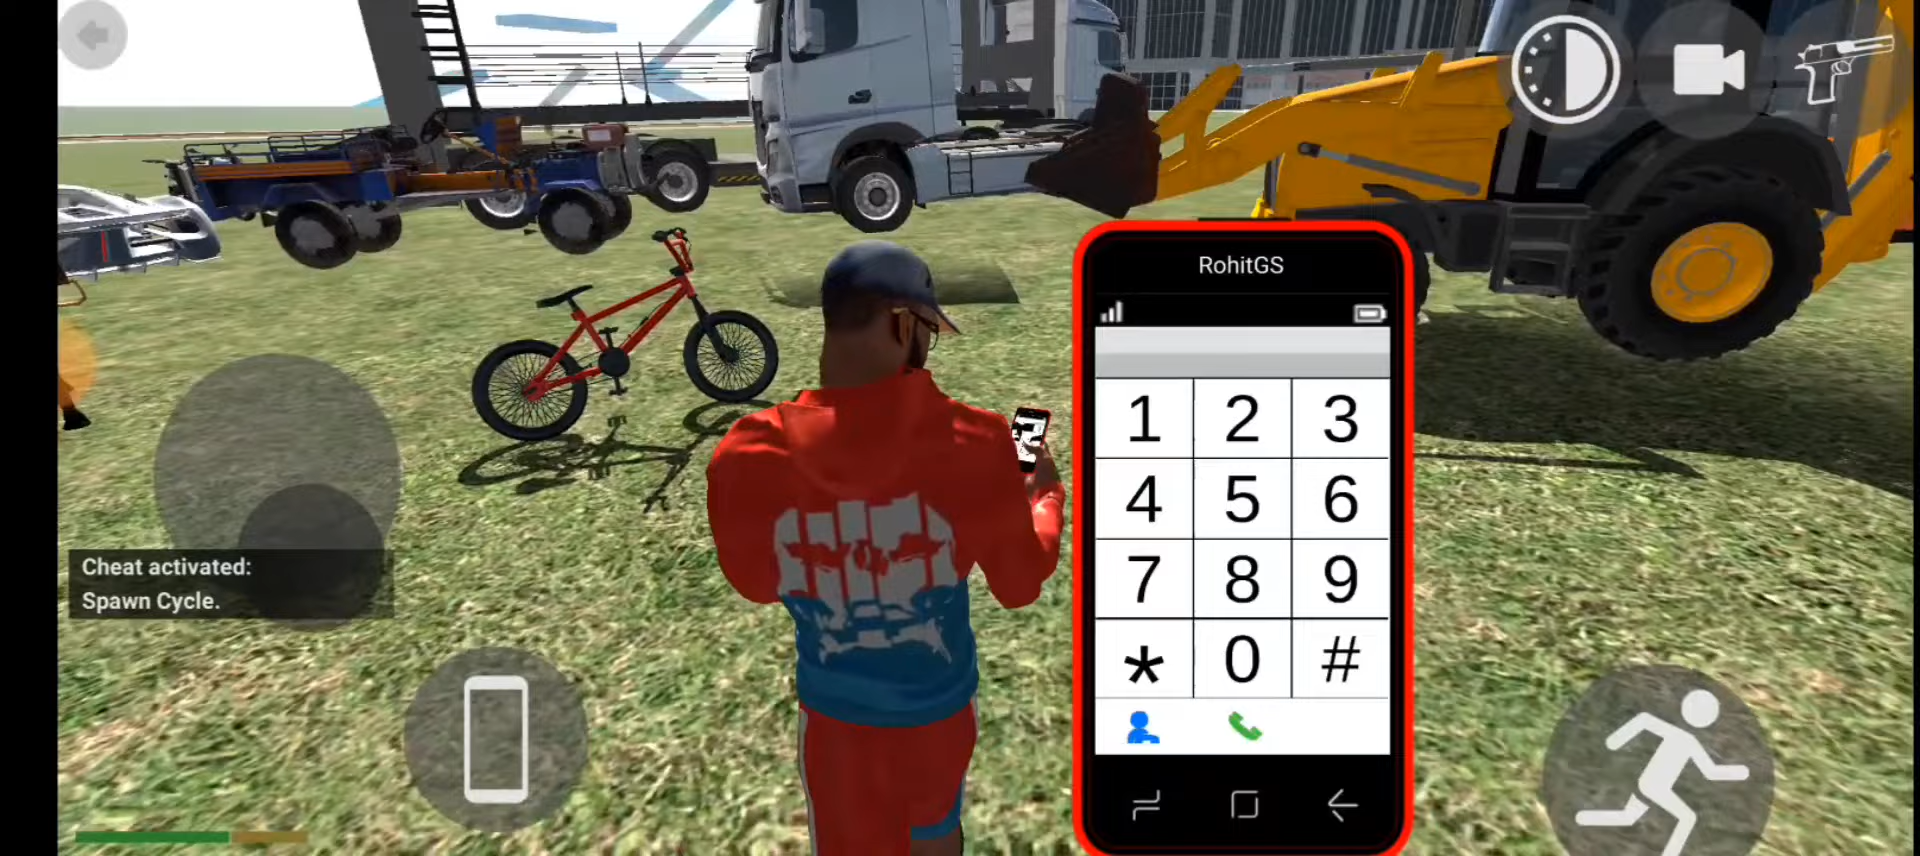 RohitGS
1 2 3
4 5 6
7 8 9
* 0 #
Cheat activated:
Spawn Cycle.